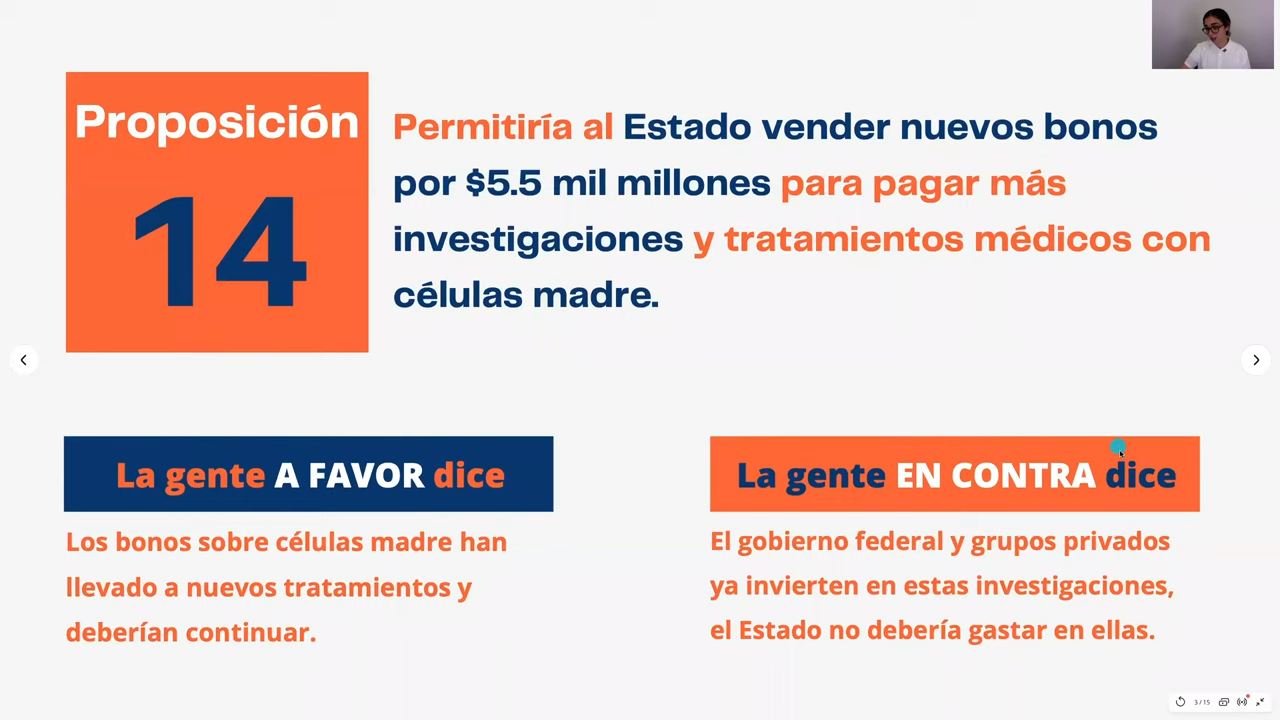 Proposición
14
Permitiría al Estado vender nuevos bonos
por $5.5 mil millones para pagar más
investigaciones y tratamientos médicos con
células madre.
La gente A FAVOR dice
Los bonos sobre células madre han
llevado a nuevos tratamientos y
deberían continuar.
La gente EN CONTRA dice
El gobierno federal y grupos privados
ya invierten en estas investigaciones,
el Estado no debería gastar en ellas.
3 / 15